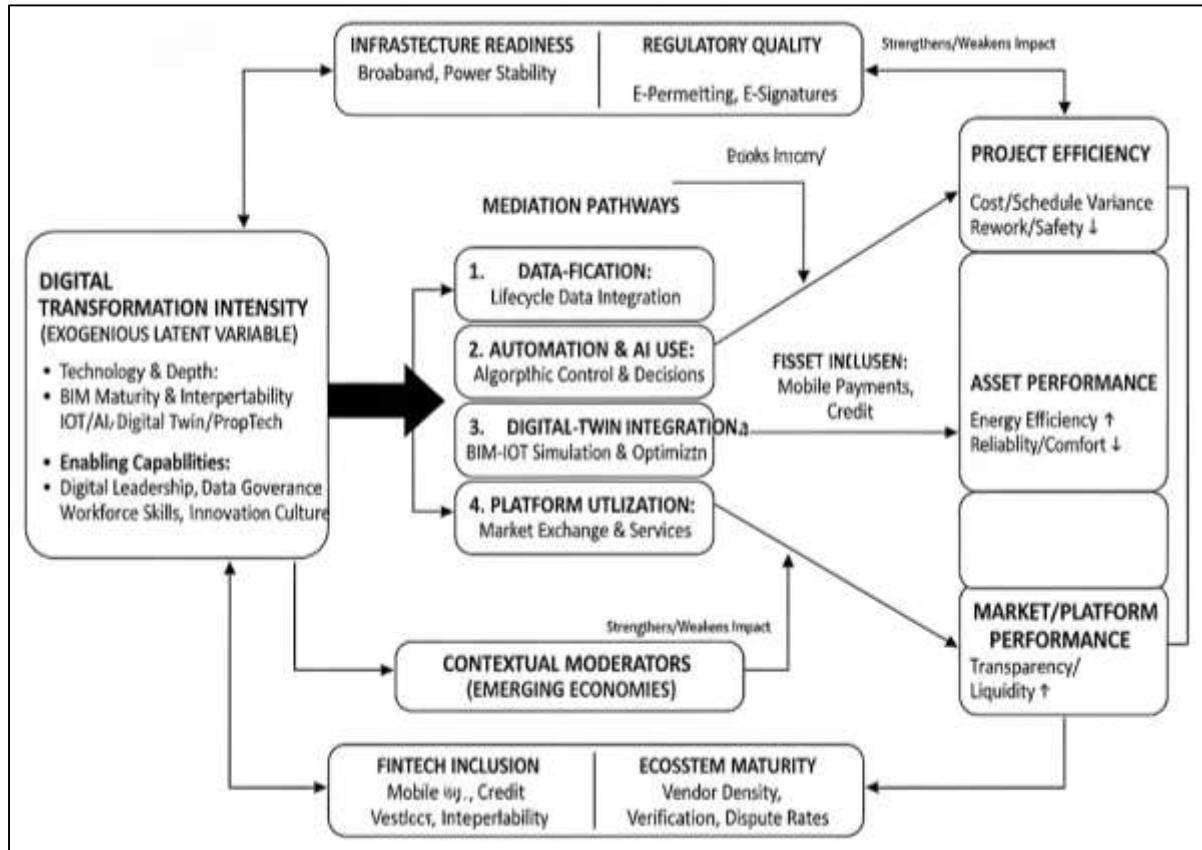 INFRASTECTURE READINESS
Broaband, Power Stability
REGULATORY QUALITY
E-Permetting, E-Signatures
Strengthens/Weakens Impact
MEDIATION PATHWAYS
DIGITAL
TRANSFORMATION INTENSITY
(EXOGENIOUS LATENT VARIABLE)
• Technology & Depth:
• BIM Maturity & Interpertability
IOT/AI, Digital Twin/PropTech
• Enabling Capabilities:
• Digital Leadership, Data Goverance
Workforce Skills, Innovation Culture
1. DATA-FICATION:
Lifecycle Data Integration
2. AUTOMATION & AI USE:
Algorpthic Control & Decisions
3. DIGITAL-TWIN INTEGRATION
BIM-IOT Simulation & Optimiztn
4. PLATFORM UTLIZATION:
Market Exchange & Services
FISSET INCLUSEN:
Mobile Payments,
Credit
PROJECT EFFICIENCY
Cost/Schedule Variance
Rework/Safety ↓
ASSET PERFORMANCE
Energy Efficiency ↑
Reliablity/Comfort ↓
MARKET/PLATFORM
PERFORMANCE
Transparency/
Liquidity ↑
Strengthers/Weakens Impact
CONTEXTUAL MODERATORS
(EMERGING ECONOMIES)
FINTECH INCLUSION
Mobile Credit
Inteperfability
ECOSSTEM MATURITY
Vendor Density,
Verification, Dispute Rates